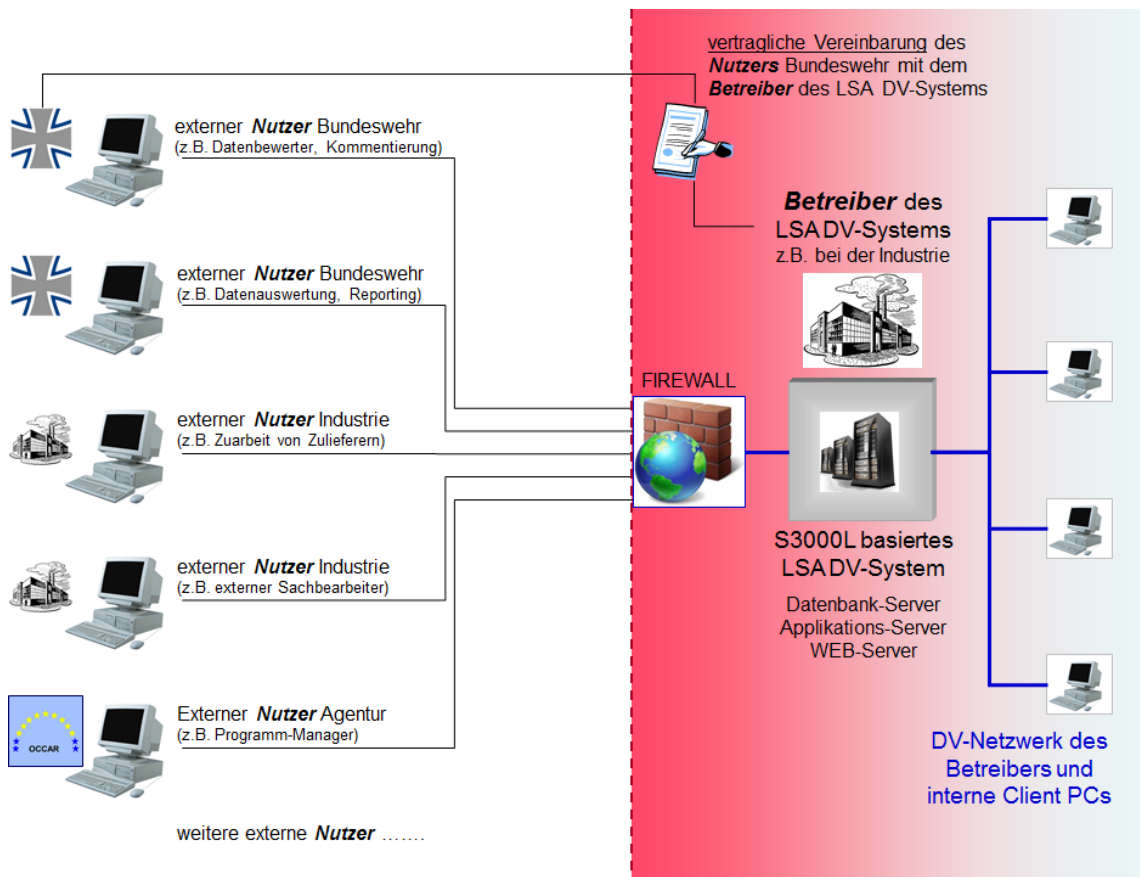 vertragliche Vereinbarung des
Nutzers Bundeswehr mit dem
Betreiber des LSA DV-Systems
externer Nutzer Bundeswehr
(z.B. Datenbewerter, Kommentierung)
Betreiber des
LSA DV-Systems
z.B. bei der Industrie
externer Nutzer Bundeswehr
(z.B. Datenauswertung, Reporting)
FIREWALL
externer Nutzer Industrie
(z.B. Zuarbeit von Zulieferern)
externer Nutzer Industrie
(z.B. externer Sachbearbeiter)
S3000L basiertes
LSA DV-System
Datenbank-Server
Applikations-Server
WEB-Server
Externer Nutzer Agentur
(z.B. Programm-Manager)
OCCAR
DV-Netzwerk des
Betreibers und
interne Client PCs
weitere externe Nutzer …….